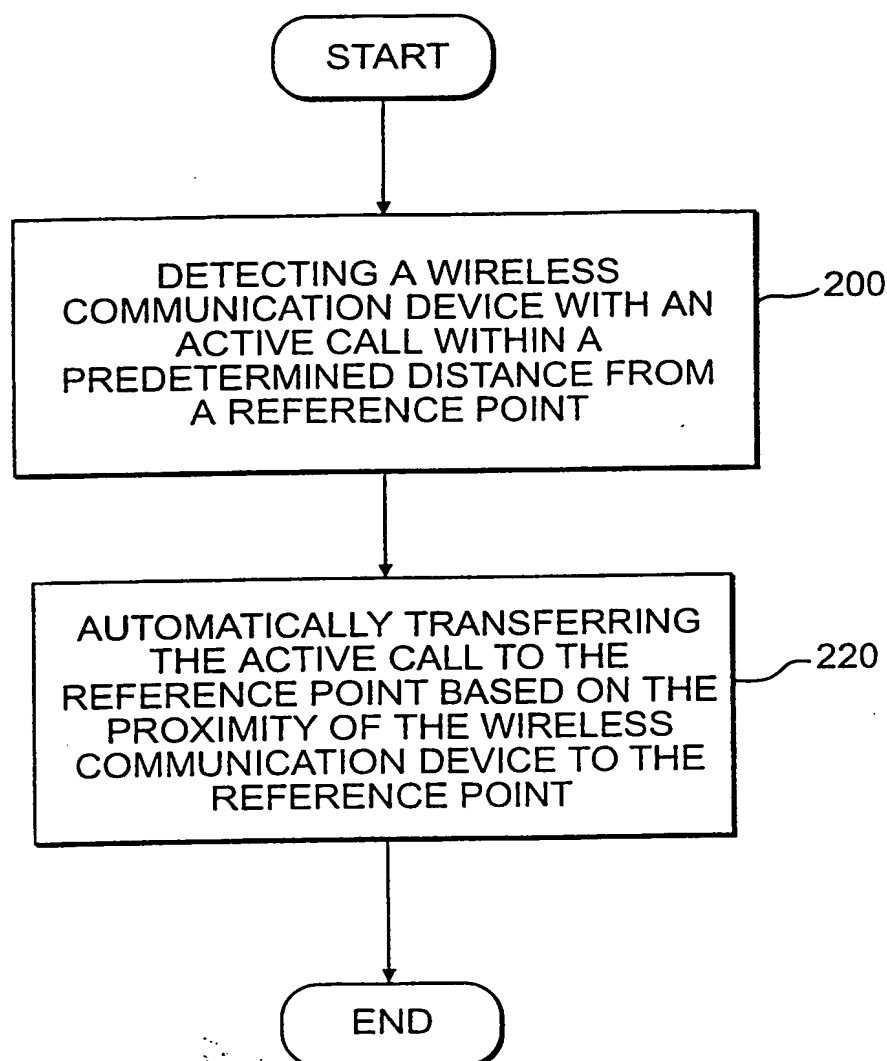 START
DETECTING A WIRELESS
COMMUNICATION DEVICE WITH AN
ACTIVE CALL WITHIN A
PREDETERMINED DISTANCE FROM
A REFERENCE POINT
200
AUTOMATICALLY TRANSFERRING
THE ACTIVE CALL TO THE
REFERENCE POINT BASED ON THE
PROXIMITY OF THE WIRELESS
COMMUNICATION DEVICE TO THE
REFERENCE POINT
220
END